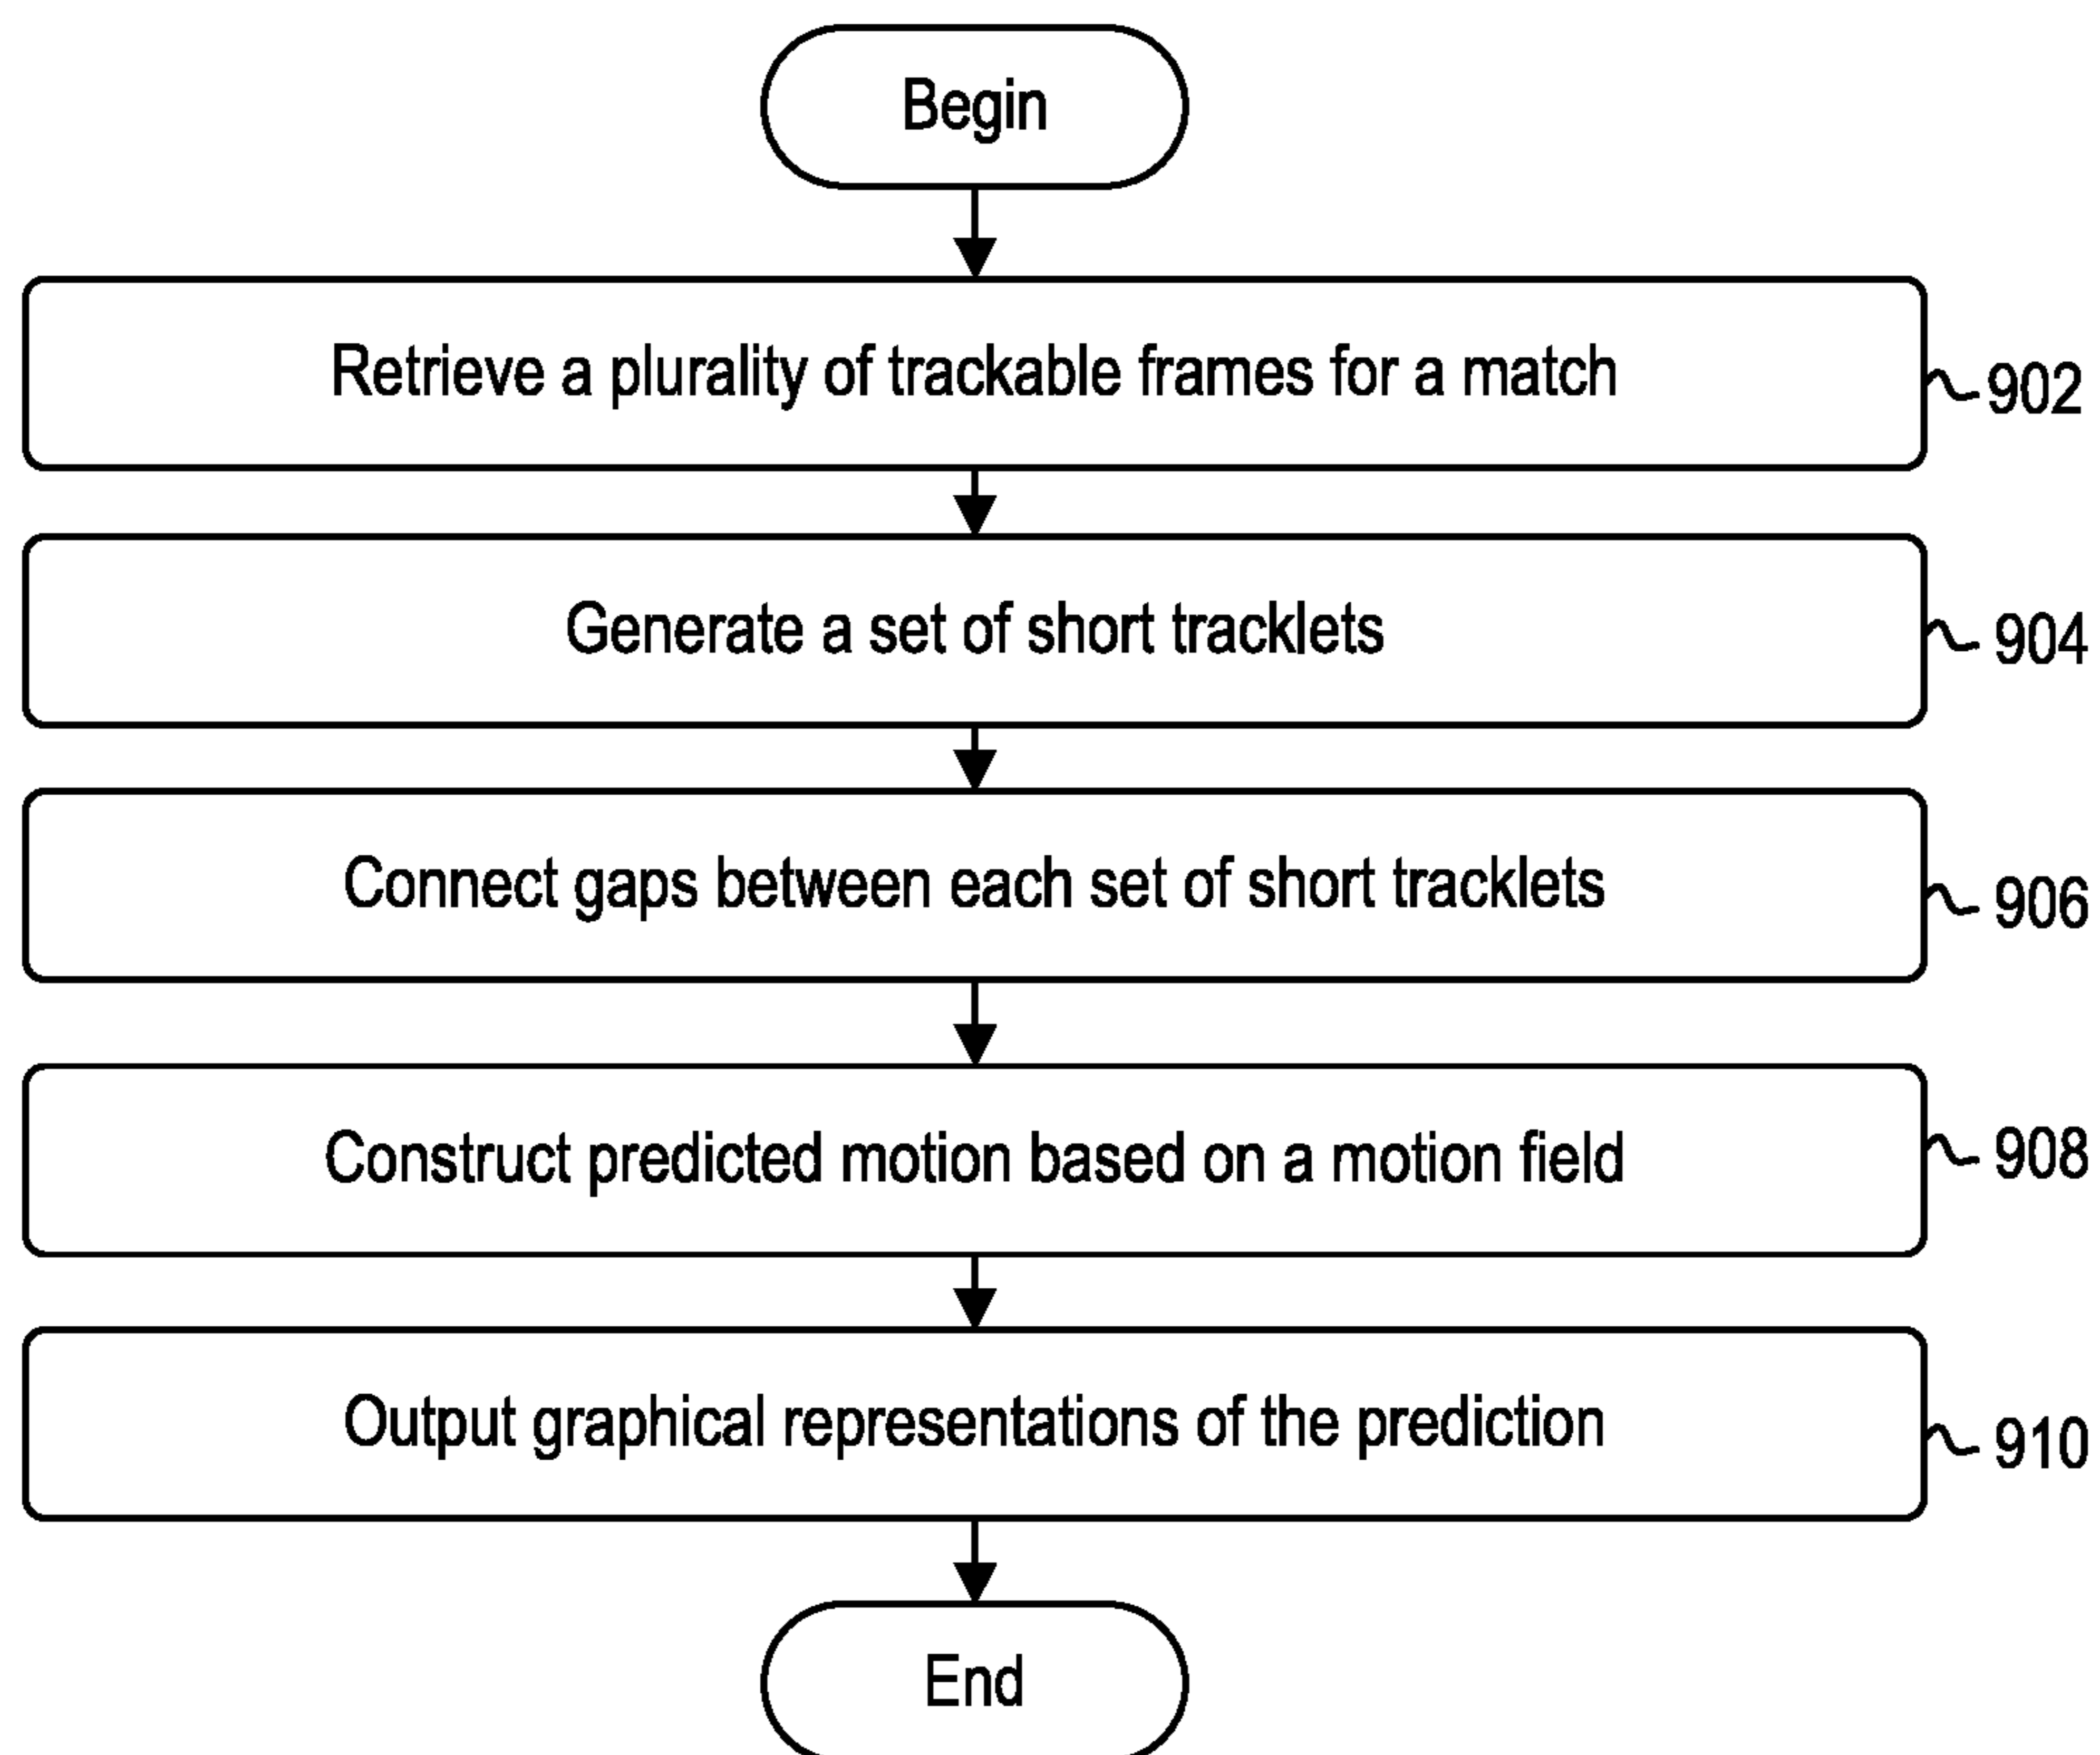 Begin
Retrieve a plurality of trackable frames for a match
902
Generate a set of short tracklets
904
Connect gaps between each set of short tracklets
906
Construct predicted motion based on a motion field
908
Output graphical representations of the prediction
910
End